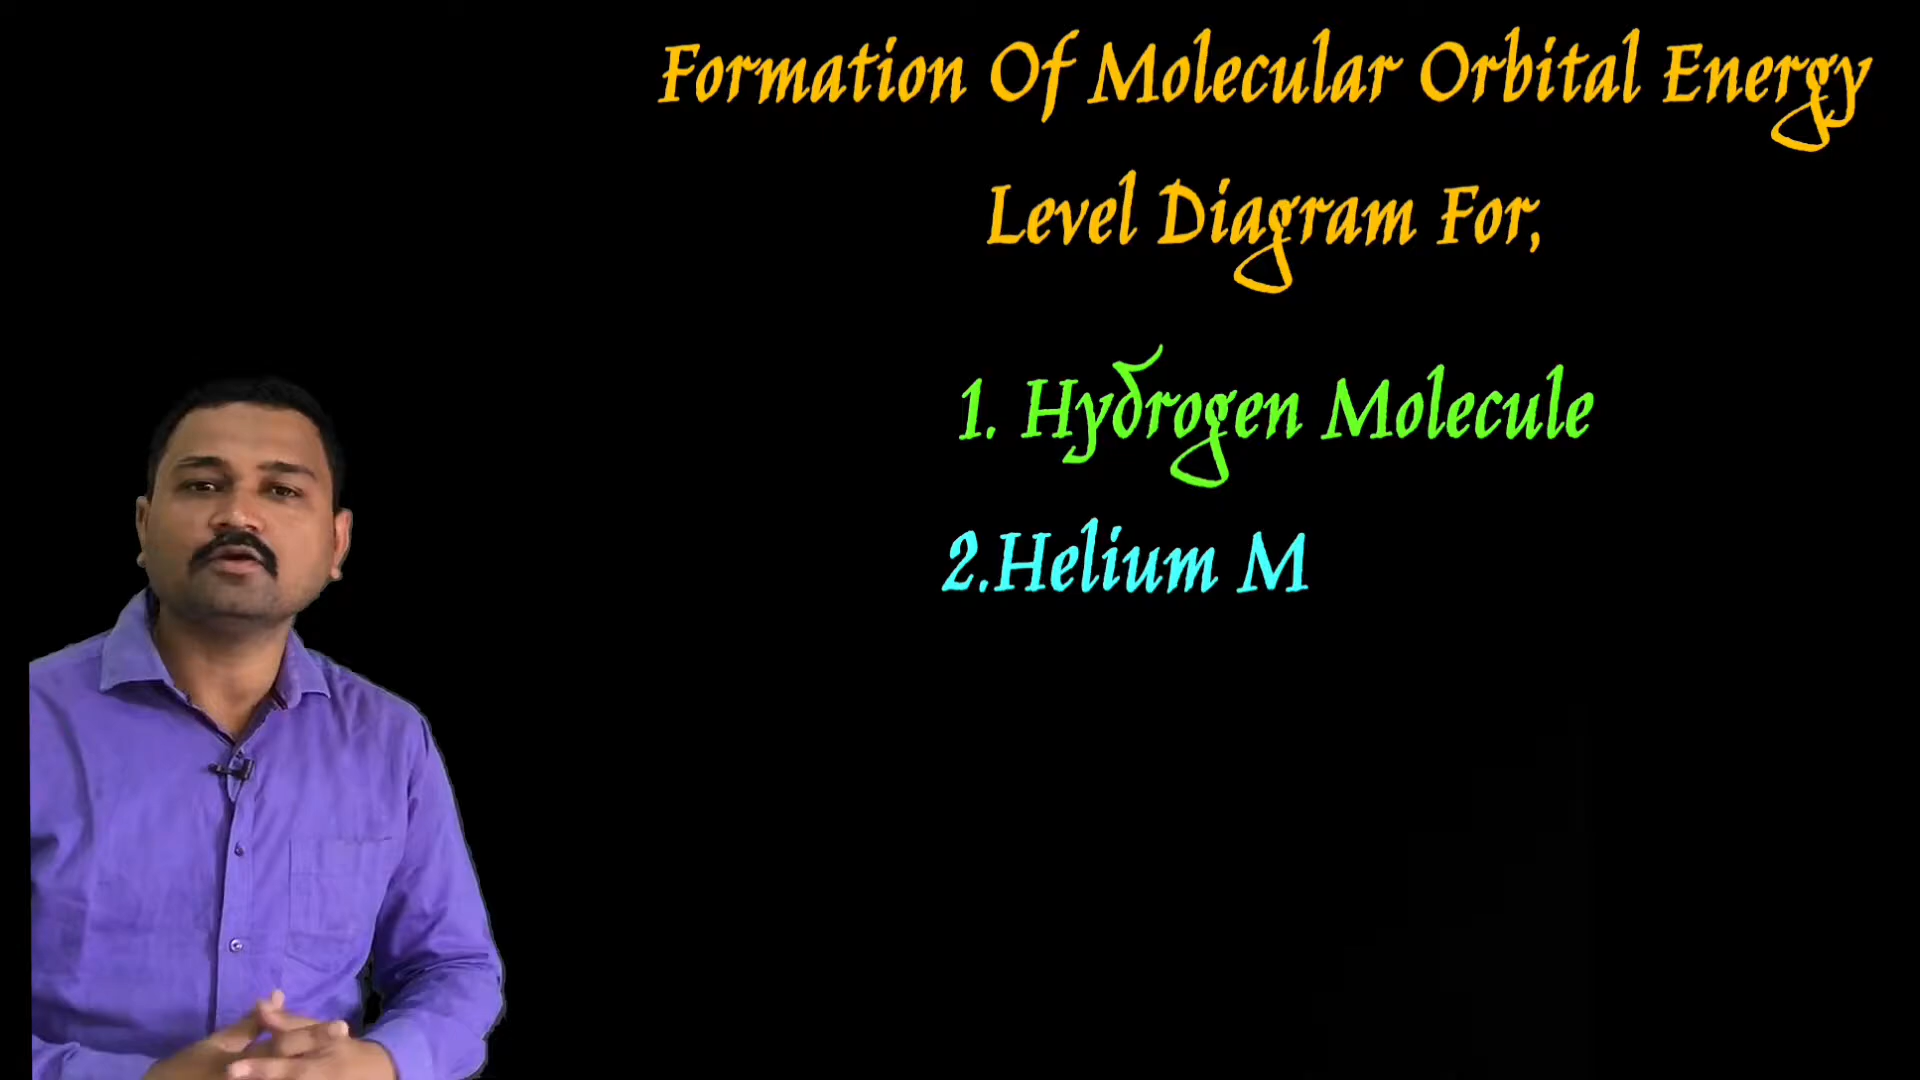 Formation Of Molecular Orbital Energy
Level Diagram For,
1. Hydrogen Molecule
2.Helium M